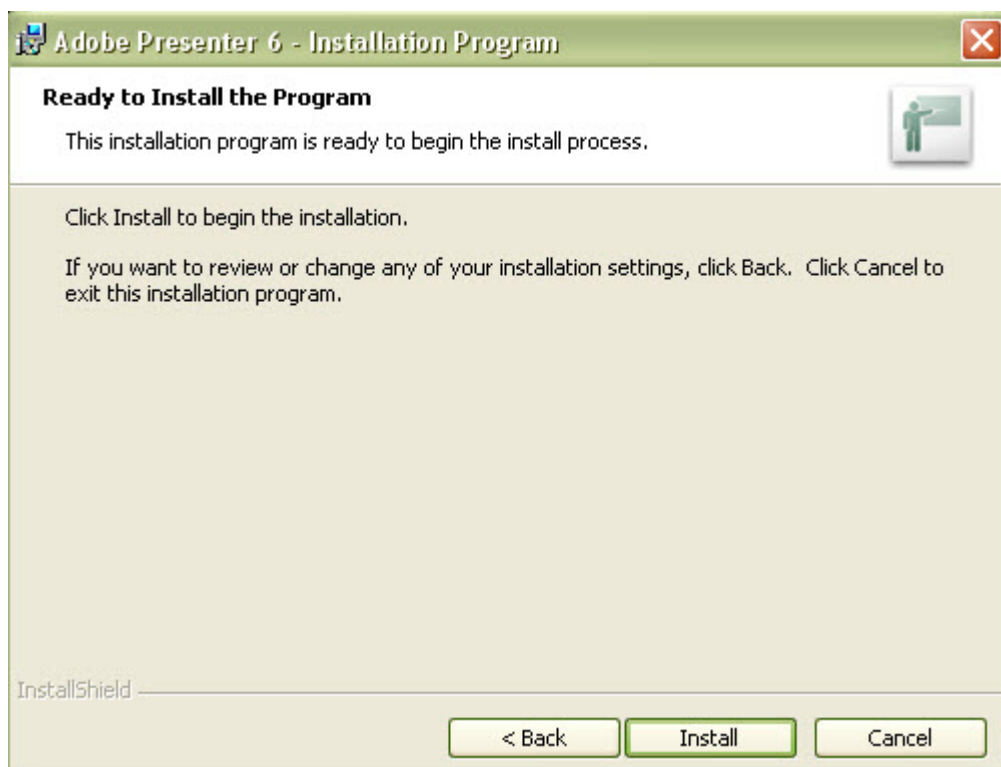 Adobe Presenter 6 - Installation Program
Ready to Install the Program
This installation program is ready to begin the install process.
Click Install to begin the installation.
If you want to review or change any of your installation settings, click Back. Click Cancel to
exit this installation program.
InstallShield
< Back Install Cancel